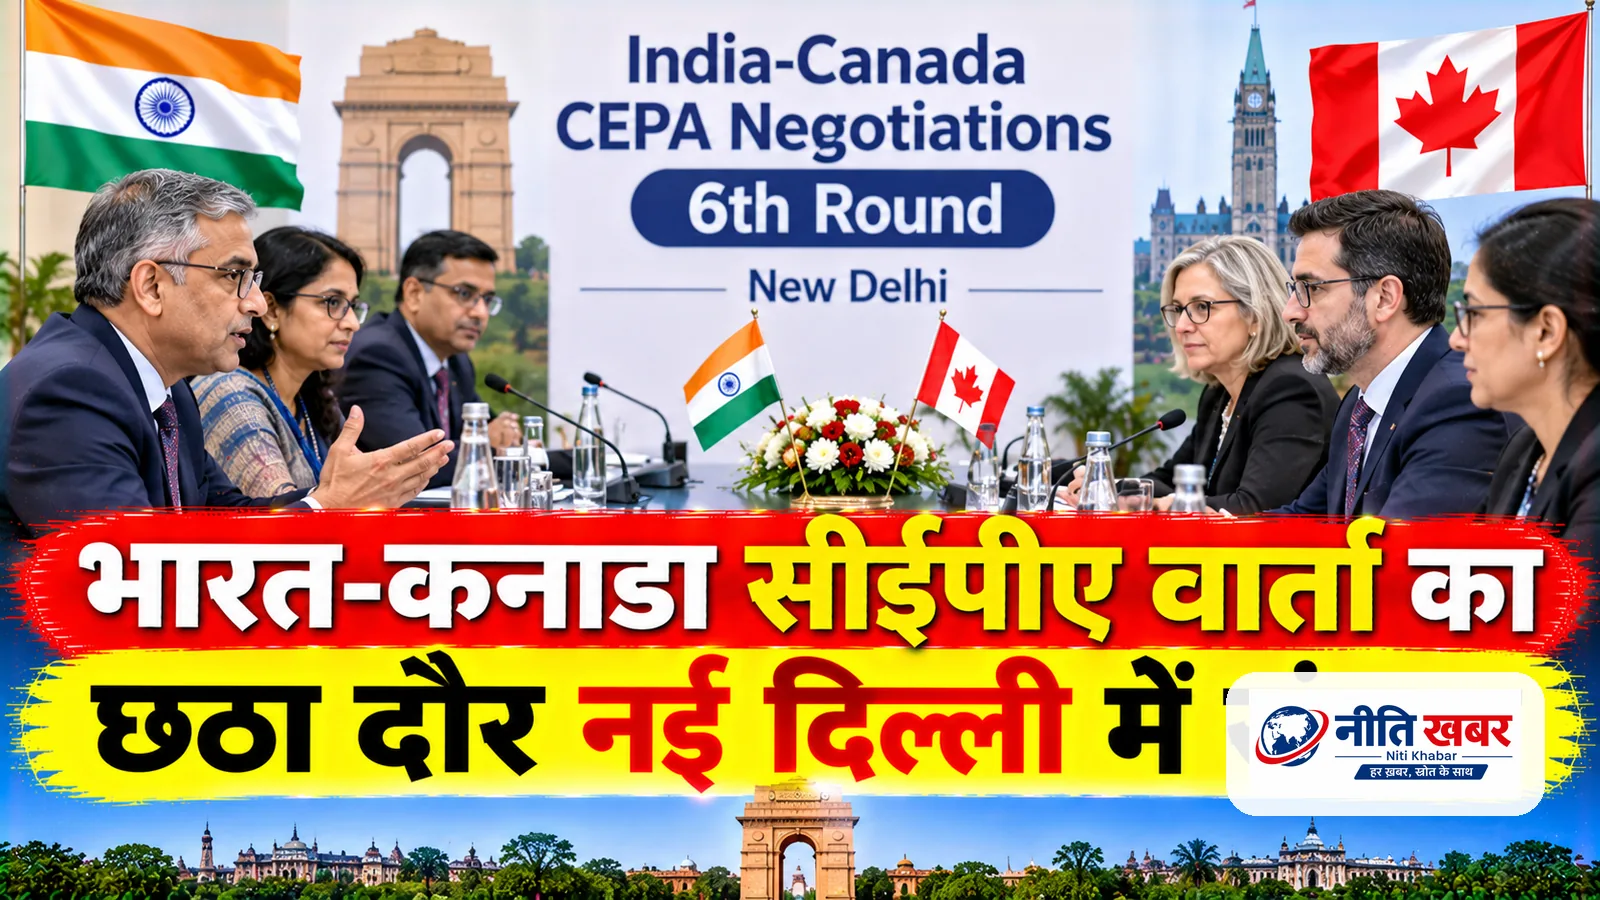 India-Canada
CEPA Negotiations
6th Round
New Delhi
भारत-कनाडा सीईपीए वार्ता का
छठा दौर नई दिल्ली में
नीति खबर
Niti Khabar
हर ख़बर, स्रोत के साथ